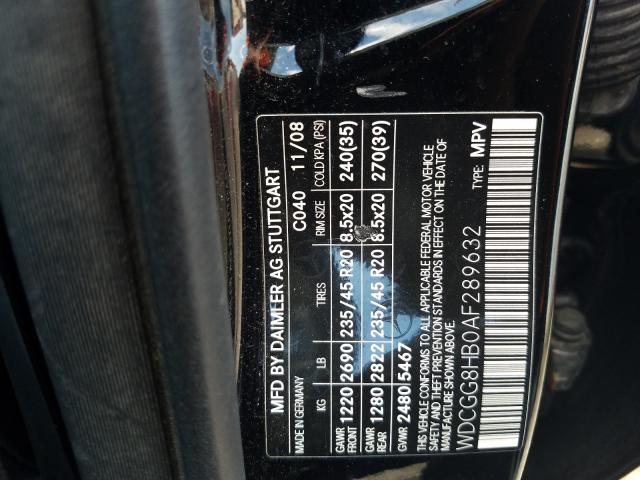 MFD BY DAIMLER AG STUTTGART
MADE IN GERMANY C040 11/08
KG LB TIRES RIM SIZE COLD KPA (PSI)
GAWR FRONT 1220 2690 235/45 R20 8.5x20 240(35)
GAWR REAR 1280 2822 235/45 R20 8.5x20 270(39)
GVWR 2480 5467
THIS VEHICLE CONFORMS TO ALL APPLICABLE FEDERAL MOTOR VEHICLE
SAFETY AND THEFT PREVENTION STANDARDS IN EFFECT ON THE DATE OF
MANUFACTURE SHOWN ABOVE.
WDCGG8HB0AF289632 TYPE: MPV